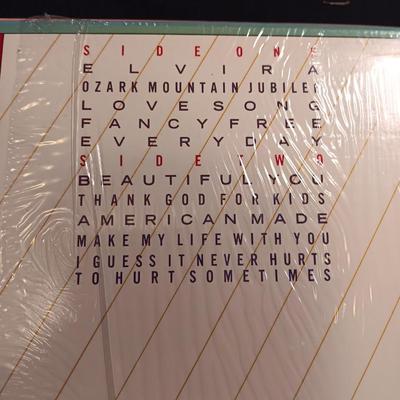 SIDE ONE
ELVIRA
OZARK MOUNTAIN JUBILEE
LOVE SONG
FANCY FREE
EVERYDAY
SIDE TWO
BEAUTIFUL YOU
THANK GOD FOR KIDS
AMERICAN MADE
MAKE MY LIFE WITH YOU
I GUESS IT NEVER HURTS
TO HURT SOMETIMES